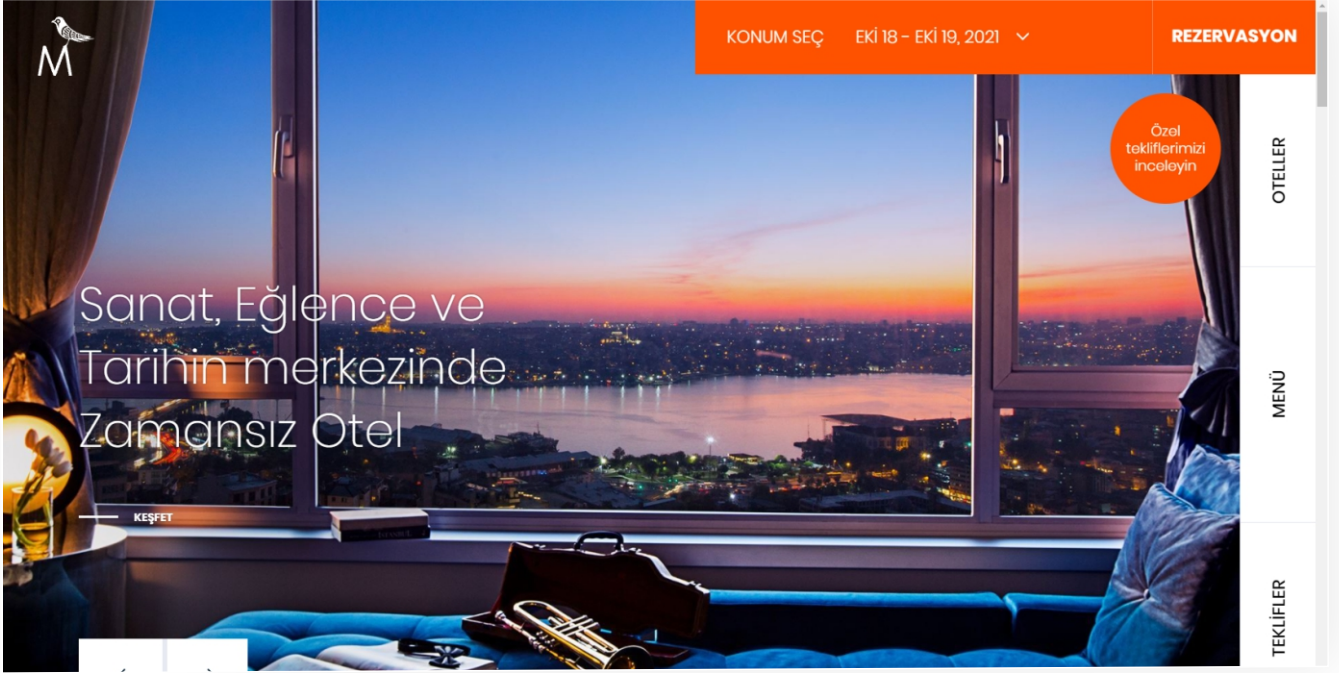 M
KONUM SEÇ
EKİ 18 - EKİ 19, 2021
REZERVASYON
Özel
tekliflerimizi
inceleyin
OTELLER
Sanat, Eğlence ve
Tarihin merkezinde
Zamansız Otel
KEŞFET
MENÜ
TEKLİFLER